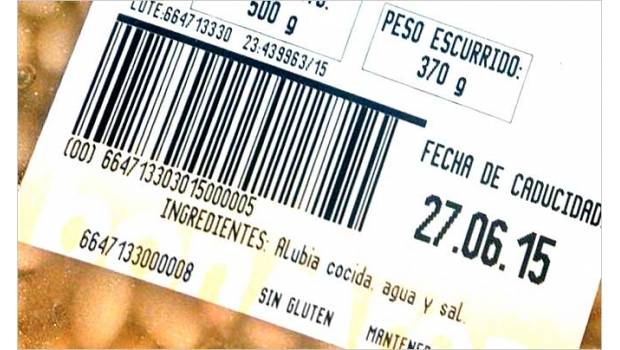 500 g
LOTE:664713330 23:439963/15
PESO ESCURRIDO:
370 g
(00) 664713303015000005
FECHA DE CADUCIDAD
27.06.15
INGREDIENTES: Alubia cocida, agua y sal.
6647133000008
SIN GLUTEN
MANTENER